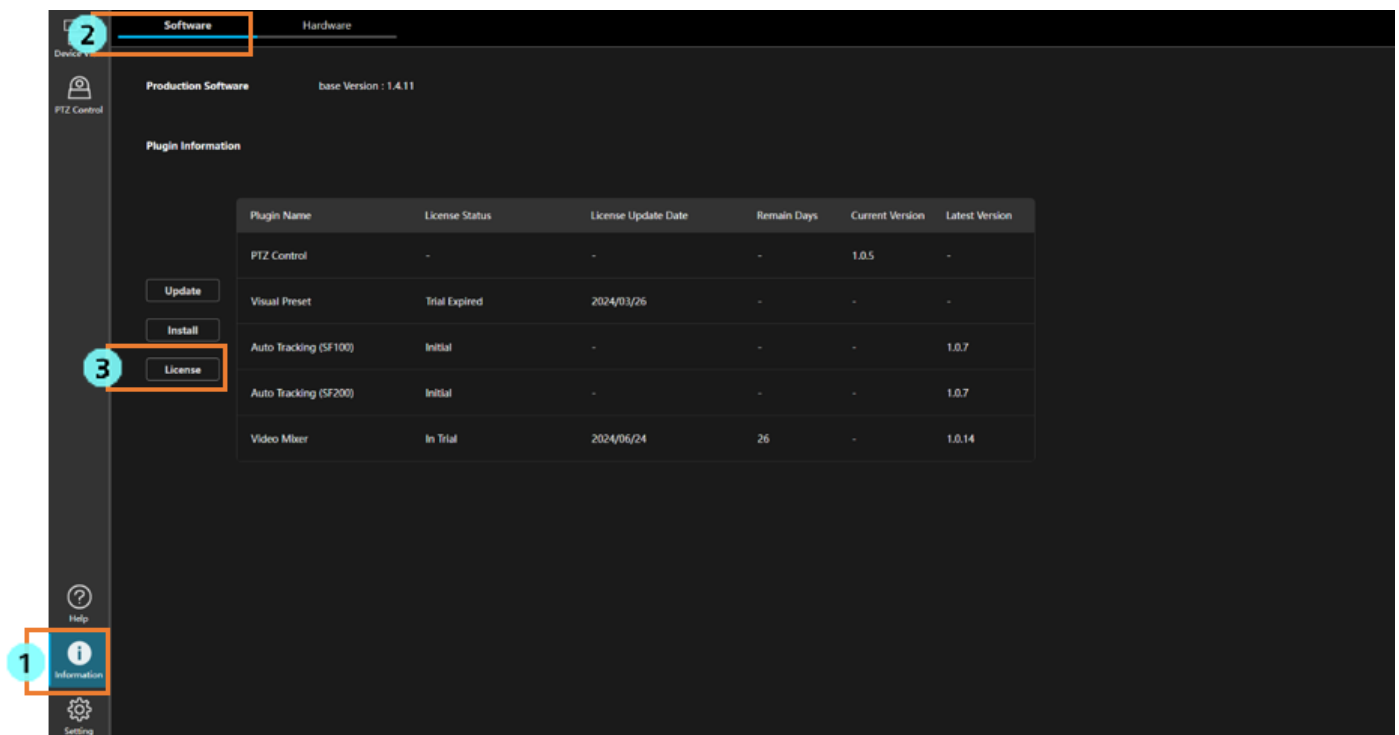 2 Software Hardware
Device
PTZ Control
Production Software base Version : 1.4.11
Plugin Information
Plugin Name License Status License Update Date Remain Days Current Version Latest Version
PTZ Control - - - 1.0.5 -
Visual Preset Trial Expired 2024/03/26 - - -
Auto Tracking (SF100) Initial - - - 1.0.7
Auto Tracking (SF200) Initial - - - 1.0.7
Video Mixer In Trial 2024/06/24 26 - 1.0.14
Update
Install
3 License
Help
1 Information
Setting